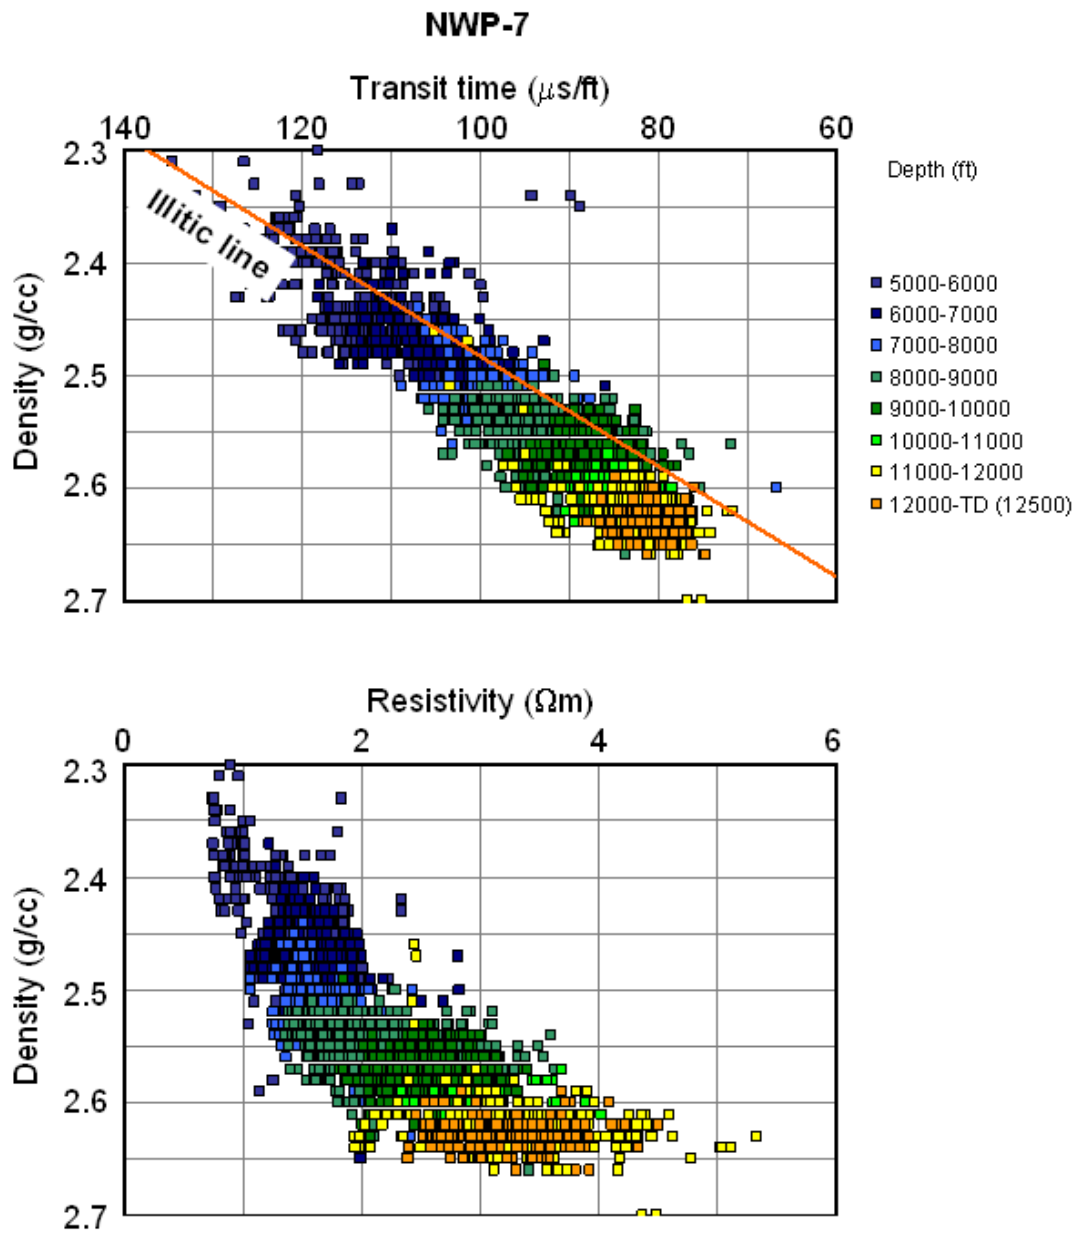 NWP-7
Transit time (μs/ft)
140 120 100 80 60
2.3
2.4
2.5
2.6
2.7
Density (g/cc)
Illitic line
Depth (ft)
5000-6000
6000-7000
7000-8000
8000-9000
9000-10000
10000-11000
11000-12000
12000-TD (12500)
Resistivity (Ωm)
0 2 4 6
2.3
2.4
2.5
2.6
2.7
Density (g/cc)